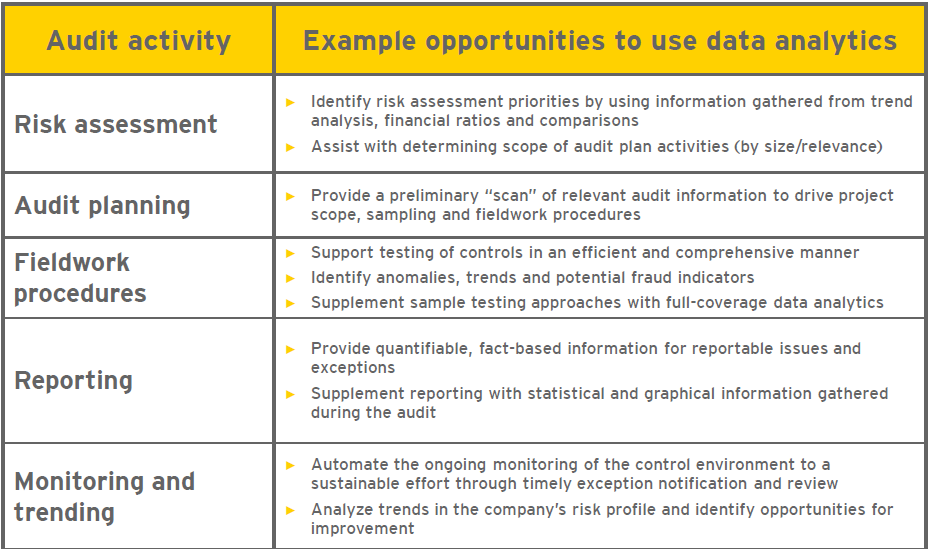 Audit activity
Example opportunities to use data analytics
Risk assessment
► Identify risk assessment priorities by using information gathered from trend
analysis, financial ratios and comparisons
► Assist with determining scope of audit plan activities (by size/relevance)
Audit planning
► Provide a preliminary “scan” of relevant audit information to drive project
scope, sampling and fieldwork procedures
Fieldwork
procedures
► Support testing of controls in an efficient and comprehensive manner
► Identify anomalies, trends and potential fraud indicators
► Supplement sample testing approaches with full-coverage data analytics
Reporting
► Provide quantifiable, fact-based information for reportable issues and
exceptions
► Supplement reporting with statistical and graphical information gathered
during the audit
Monitoring and
trending
► Automate the ongoing monitoring of the control environment to a
sustainable effort through timely exception notification and review
► Analyze trends in the company’s risk profile and identify opportunities for
improvement